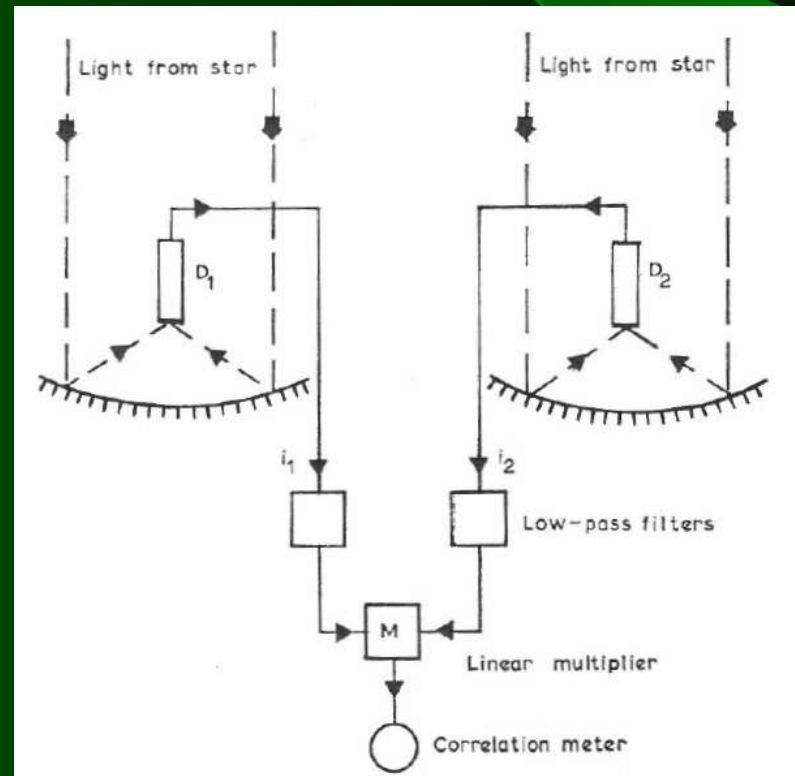 Light from star
Light from star
D1
D2
i1
i2
Low-pass filters
M
Linear multiplier
Correlation meter